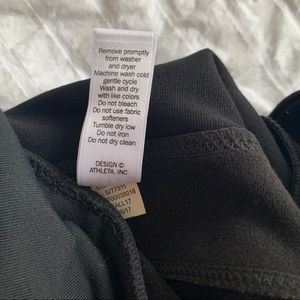 Remove promptly
from washer
and dryer
Machine wash cold
gentle cycle
Wash and dry
with like colors
Do not bleach
Do not use fabric
softeners
Tumble dry low
Do not iron
Do not dry clean
DESIGN ©
ATHLETA, INC